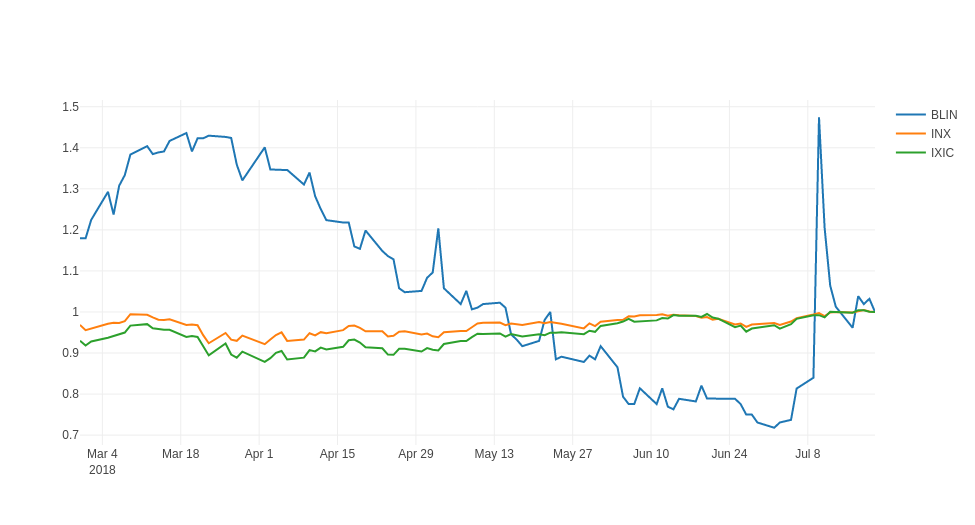 1.5
1.4
1.3
1.2
1.1
1
0.9
0.8
0.7
Mar 4
2018
Mar 18
Apr 1
Apr 15
Apr 29
May 13
May 27
Jun 10
Jun 24
Jul 8
BLIN
INX
IXIC